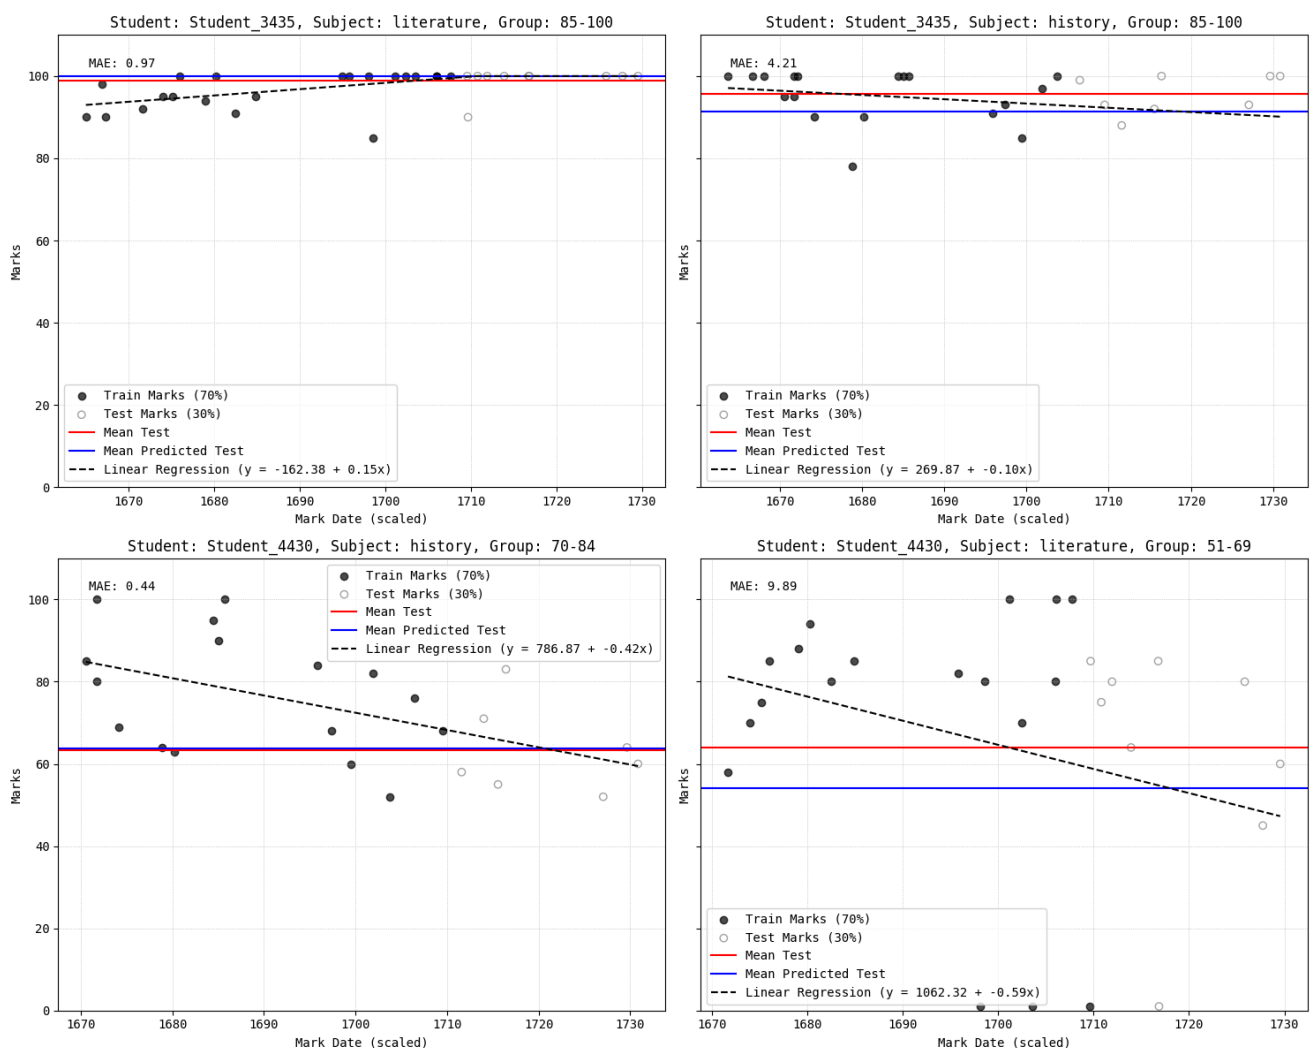 Student: Student_3435, Subject: literature, Group: 85-100
MAE: 0.97
100
80
60
40
20
0
Marks
Train Marks (70%)
Test Marks (30%)
Mean Test
Mean Predicted Test
Linear Regression (y = -162.38 + 0.15x)
1670 1680 1690 1700 1710 1720 1730
Mark Date (scaled)
Student: Student_3435, Subject: history, Group: 85-100
MAE: 4.21
Marks
Train Marks (70%)
Test Marks (30%)
Mean Test
Mean Predicted Test
Linear Regression (y = 269.87 + -0.10x)
1670 1680 1690 1700 1710 1720 1730
Mark Date (scaled)
Student: Student_4430, Subject: history, Group: 70-84
MAE: 0.44
Train Marks (70%)
Test Marks (30%)
Mean Test
Mean Predicted Test
Linear Regression (y = 786.87 + -0.42x)
100
80
60
40
20
0
Marks
1670 1680 1690 1700 1710 1720 1730
Mark Date (scaled)
Student: Student_4430, Subject: literature, Group: 51-69
MAE: 9.89
Marks
Train Marks (70%)
Test Marks (30%)
Mean Test
Mean Predicted Test
Linear Regression (y = 1062.32 + -0.59x)
1670 1680 1690 1700 1710 1720 1730
Mark Date (scaled)